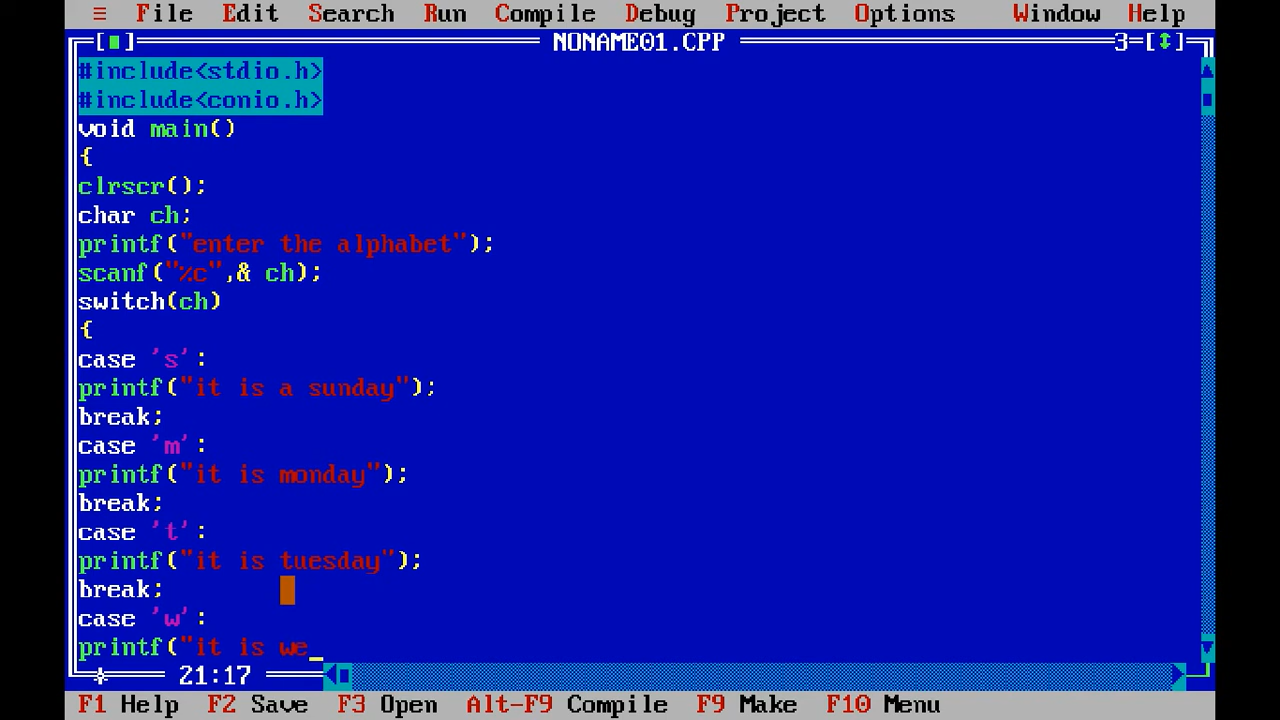 ≡ File Edit Search Run Compile Debug Project Options Window Help
[■] NONAME01.CPP 3=[↕]
#include<stdio.h>
#include<conio.h>
void main()
{
clrscr();
char ch;
printf("enter the alphabet");
scanf("%c",& ch);
switch(ch)
{
case 's':
printf("it is a sunday");
break;
case 'm':
printf("it is monday");
break;
case 't':
printf("it is tuesday");
break;
case 'w':
printf("it is we_
21:17
F1 Help F2 Save F3 Open Alt-F9 Compile F9 Make F10 Menu